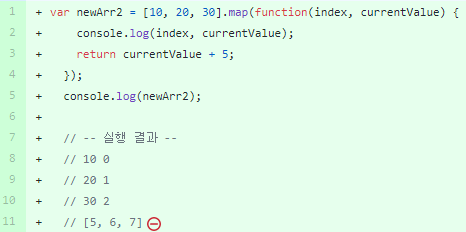 1 + var newArr2 = [10, 20, 30].map(function(index, currentValue) {
2 +   console.log(index, currentValue);
3 +   return currentValue + 5;
4 + });
5 + console.log(newArr2);
6 +
7 + // -- 실행 결과 --
8 + // 10 0
9 + // 20 1
10 + // 30 2
11 + // [5, 6, 7]